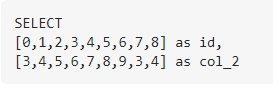 SELECT
[0,1,2,3,4,5,6,7,8] as id,
[3,4,5,6,7,8,9,3,4] as col_2